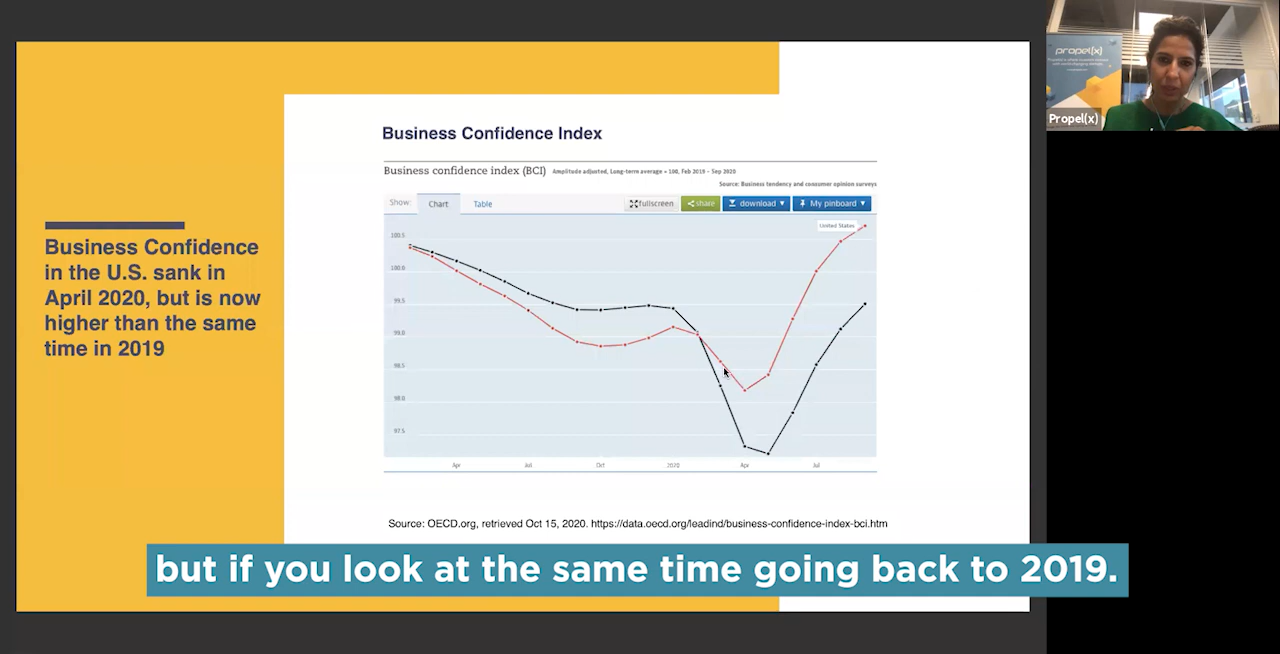 propel(x)
Propel(x)
Business Confidence Index
Business confidence index (BCI) Amplitude adjusted, Long-term average = 100, Feb 2019 – Sep 2020
Source: Business tendency and consumer opinion surveys
Show: Chart Table fullscreen share download My pinboard
United States
100.5
100.0
99.5
99.0
98.5
98.0
97.5
Apr Jul Oct 2020 Apr Jul
Business Confidence
in the U.S. sank in
April 2020, but is now
higher than the same
time in 2019
Source: OECD.org, retrieved Oct 15, 2020. https://data.oecd.org/leadind/business-confidence-index-bci.htm
but if you look at the same time going back to 2019.